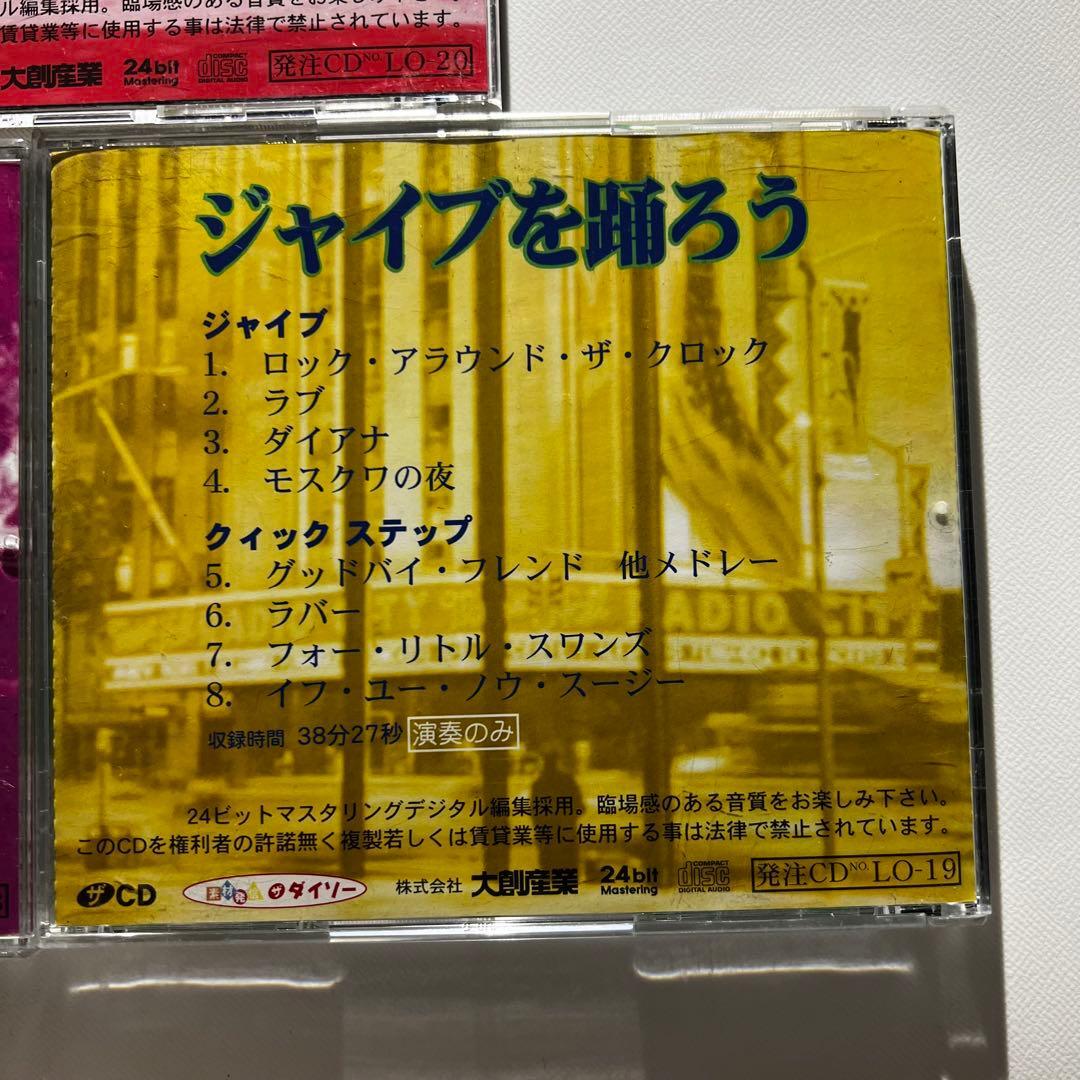 ル編集採用。臨場感のある音質をお楽しみ下さい。
賃貸業等に使用する事は法律で禁止されています。
大創産業 24bit Mastering COMPACT disc DIGITAL AUDIO 発注CDNO. LO-20
ジャイブを踊ろう
ジャイブ
1. ロック・アラウンド・ザ・クロック
2. ラブ
3. ダイアナ
4. モスクワの夜
クィック ステップ
5. グッドバイ・フレンド 他メドレー
6. ラバー
7. フォー・リトル・スワンズ
8. イフ・ユー・ノウ・スージー
収録時間 38分27秒 演奏のみ
24ビットマスタリングデジタル編集採用。臨場感のある音質をお楽しみ下さい。
このCDを権利者の許諾無く複製若しくは賃貸業等に使用する事は法律で禁止されています。
ザCD ザダイソー 株式会社 大創産業 24bit Mastering COMPACT disc DIGITAL AUDIO 発注CDNO. LO-19